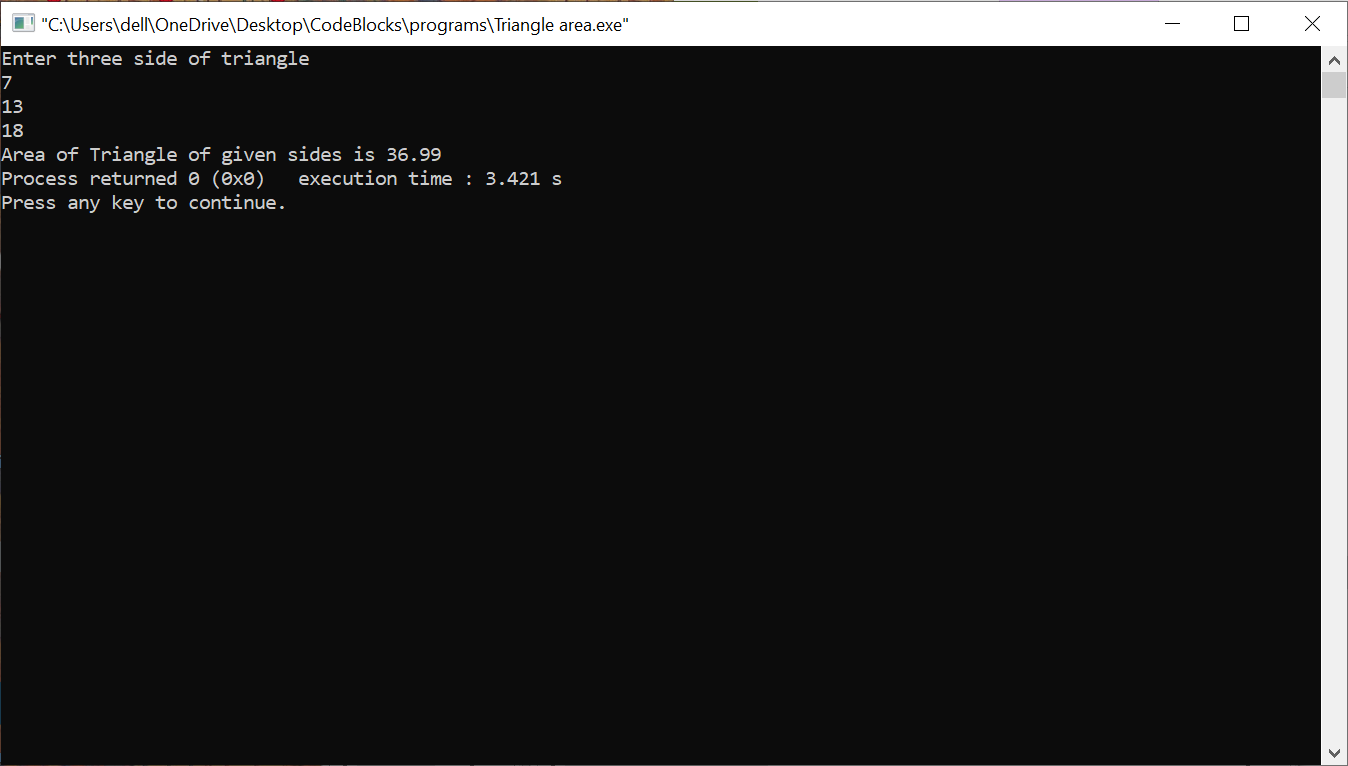 "C:\Users\dell\OneDrive\Desktop\CodeBlocks\programs\Triangle area.exe"
Enter three side of triangle
7
13
18
Area of Triangle of given sides is 36.99
Process returned 0 (0x0)   execution time : 3.421 s
Press any key to continue.